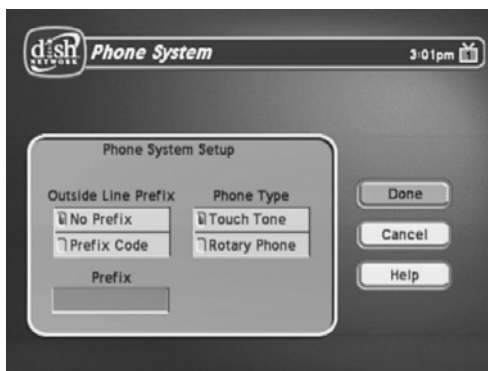 dish
NETWORK
Phone System
3:01pm
1
Phone System Setup
Outside Line Prefix
No Prefix
Prefix Code
Prefix
Phone Type
Touch Tone
Rotary Phone
Done
Cancel
Help